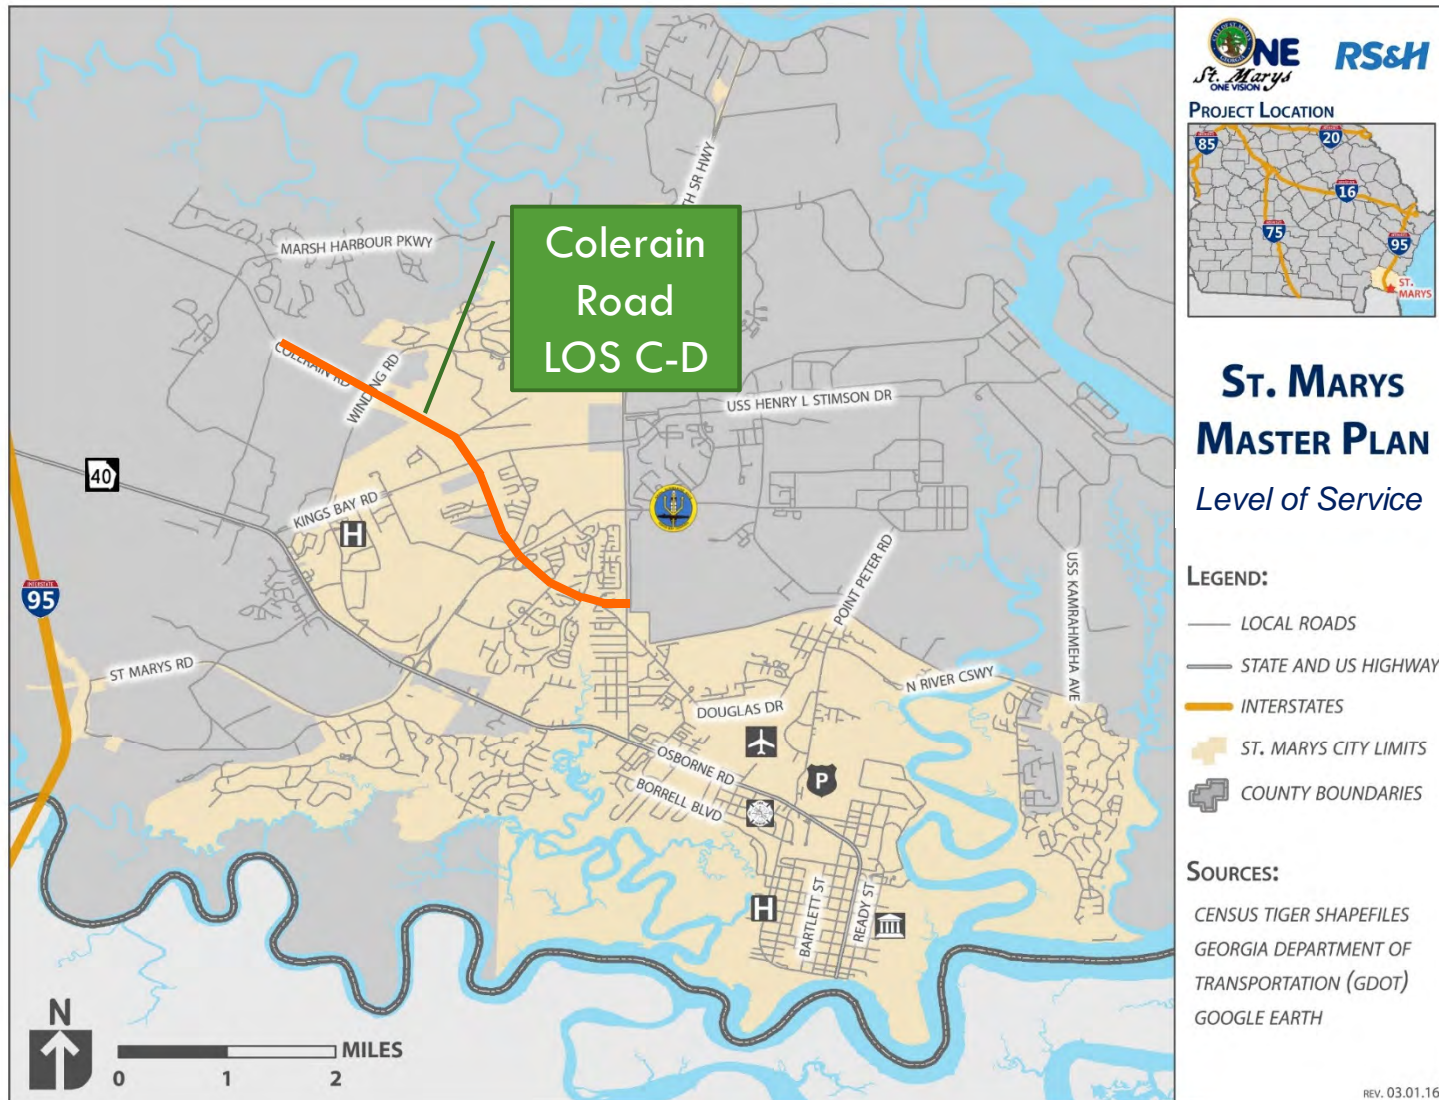 MARSH HARBOUR PKWY
TH SR HWY
Colerain
Road
LOS C-D
COLERAIN RD
WINDING RD
USS HENRY L STIMSON DR
40
KINGS BAY RD
H
INTERSTATE
95
ST MARYS RD
POINT PETER RD
USS KAMRAHMEHA AVE
N RIVER CSWY
DOUGLAS DR
OSBORNE RD
P
BORRELL BLVD
H
BARTLETT ST
READY ST
N
0 1 2 MILES
ONE
St. Marys
ONE VISION
RS&H
PROJECT LOCATION
85
20
16
75
95
ST.
MARYS
ST. MARYS
MASTER PLAN
Level of Service
LEGEND:
LOCAL ROADS
STATE AND US HIGHWAY
INTERSTATES
ST. MARYS CITY LIMITS
COUNTY BOUNDARIES
SOURCES:
CENSUS TIGER SHAPEFILES
GEORGIA DEPARTMENT OF
TRANSPORTATION (GDOT)
GOOGLE EARTH
REV. 03.01.16